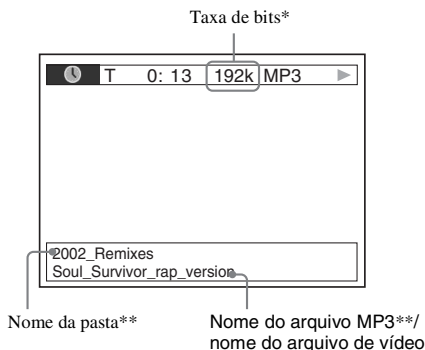 Taxa de bits*
T 0: 13 192k MP3
2002_Remixes
Soul_Survivor_rap_version
Nome da pasta**
Nome do arquivo MP3**/
nome do arquivo de vídeo